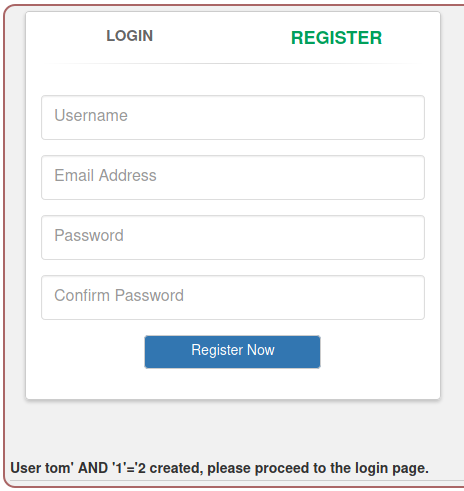 LOGIN
REGISTER
Username
Email Address
Password
Confirm Password
Register Now
User tom' AND '1'='2 created, please proceed to the login page.